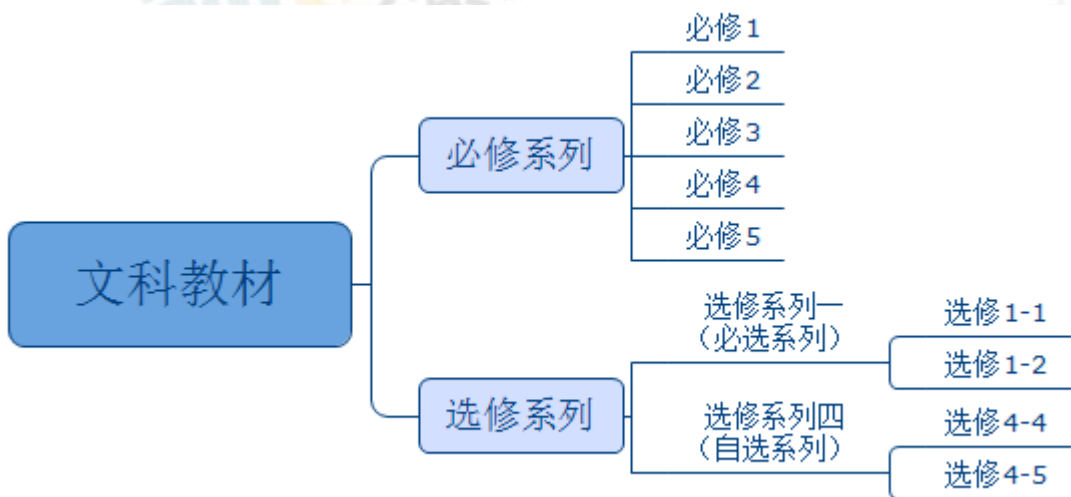 必修1
必修2
必修3
必修4
必修5
必修系列
文科教材
选修系列
选修系列一
（必选系列）
选修1-1
选修1-2
选修系列四
（自选系列）
选修4-4
选修4-5